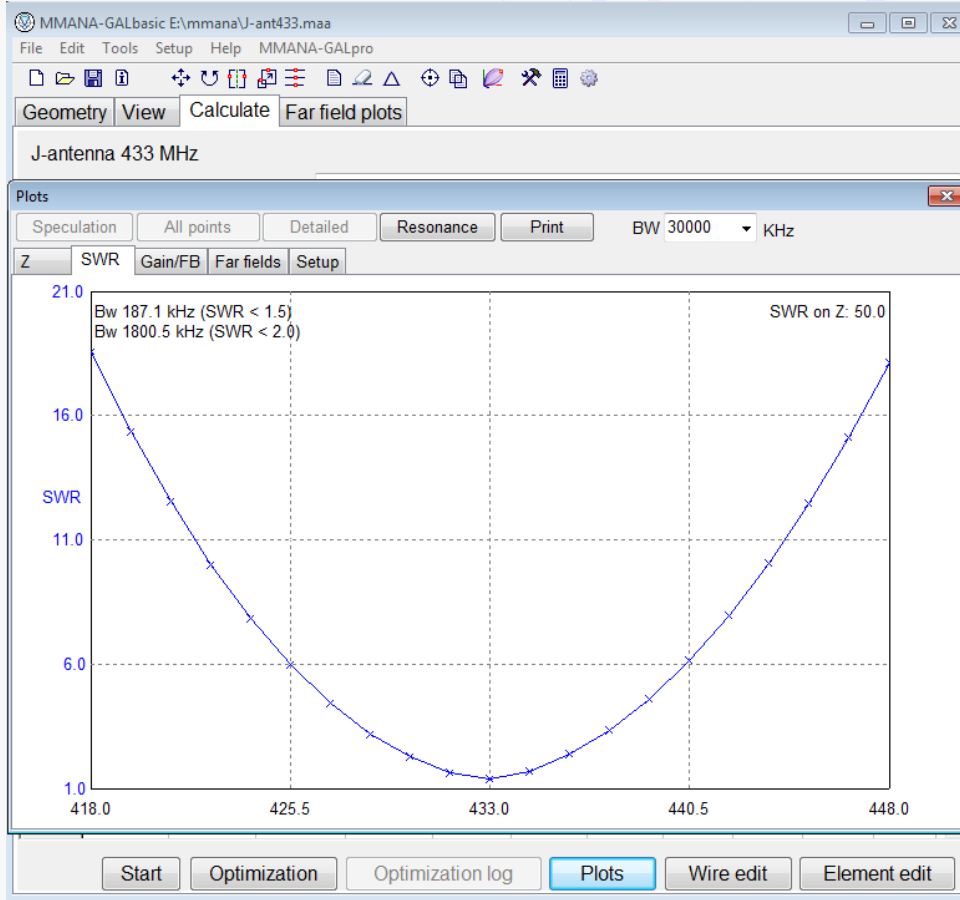 MMANA-GALbasic E:\mmana\J-ant433.maa
File Edit Tools Setup Help MMANA-GALpro
Geometry View Calculate Far field plots
J-antenna 433 MHz
Plots
Speculation All points Detailed Resonance Print BW 30000 KHz
Z SWR Gain/FB Far fields Setup
21.0
Bw 187.1 kHz (SWR < 1.5) SWR on Z: 50.0
Bw 1800.5 kHz (SWR < 2.0)
16.0
SWR
11.0
6.0
1.0
418.0 425.5 433.0 440.5 448.0
Start Optimization Optimization log Plots Wire edit Element edit